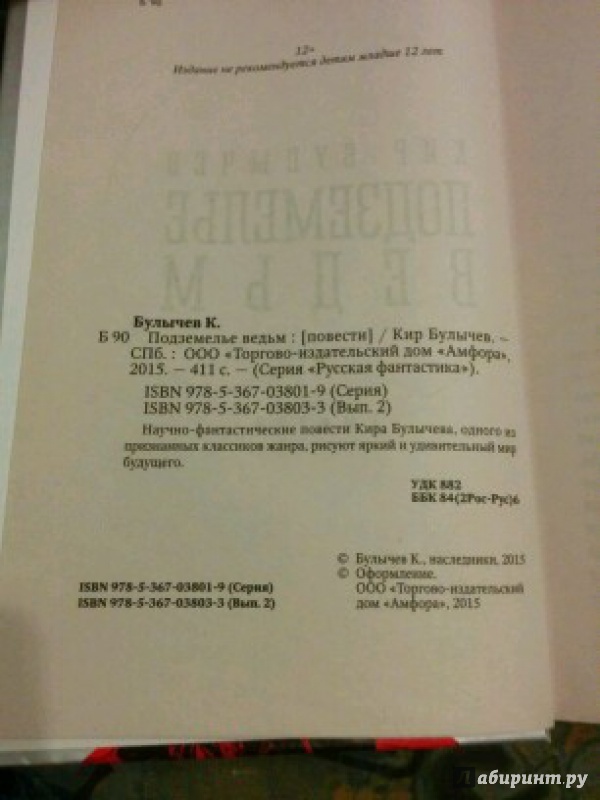 Б 90
12+
Издание не рекомендуется детям младше 12 лет.
КИР БУЛЫЧЕВ
ПОДЗЕМЕЛЬЕ
ВЕДЬМ
Булычев К.
Б 90 Подземелье ведьм : [повести] / Кир Булычев. –
СПб. : ООО «Торгово-издательский дом «Амфора»,
2015. – 411 с. – (Серия «Русская фантастика»).
ISBN 978-5-367-03801-9 (Серия)
ISBN 978-5-367-03803-3 (Вып. 2)
Научно-фантастические повести Кира Булычева, одного из
признанных классиков жанра, рисуют яркий и удивительный мир
будущего.
УДК 882
ББК 84(2Рос-Рус)6
© Булычев К., наследники, 2015
© Оформление.
ООО «Торгово-издательский
дом «Амфора», 2015
ISBN 978-5-367-03801-9 (Серия)
ISBN 978-5-367-03803-3 (Вып. 2)
Лабиринт.ру